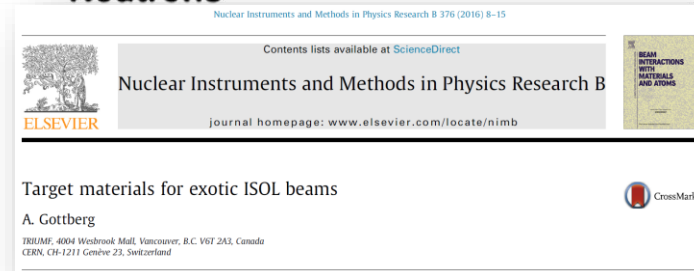 Neutrons
Nuclear Instruments and Methods in Physics Research B 376 (2016) 8–15
Contents lists available at ScienceDirect
Nuclear Instruments and Methods in Physics Research B
journal homepage: www.elsevier.com/locate/nimb
ELSEVIER
BEAM
INTERACTIONS
WITH
MATERIALS
AND ATOMS
Target materials for exotic ISOL beams
CrossMark
A. Gottberg
TRIUMF, 4004 Wesbrook Mall, Vancouver, B.C. V6T 2A3, Canada
CERN, CH-1211 Genève 23, Switzerland